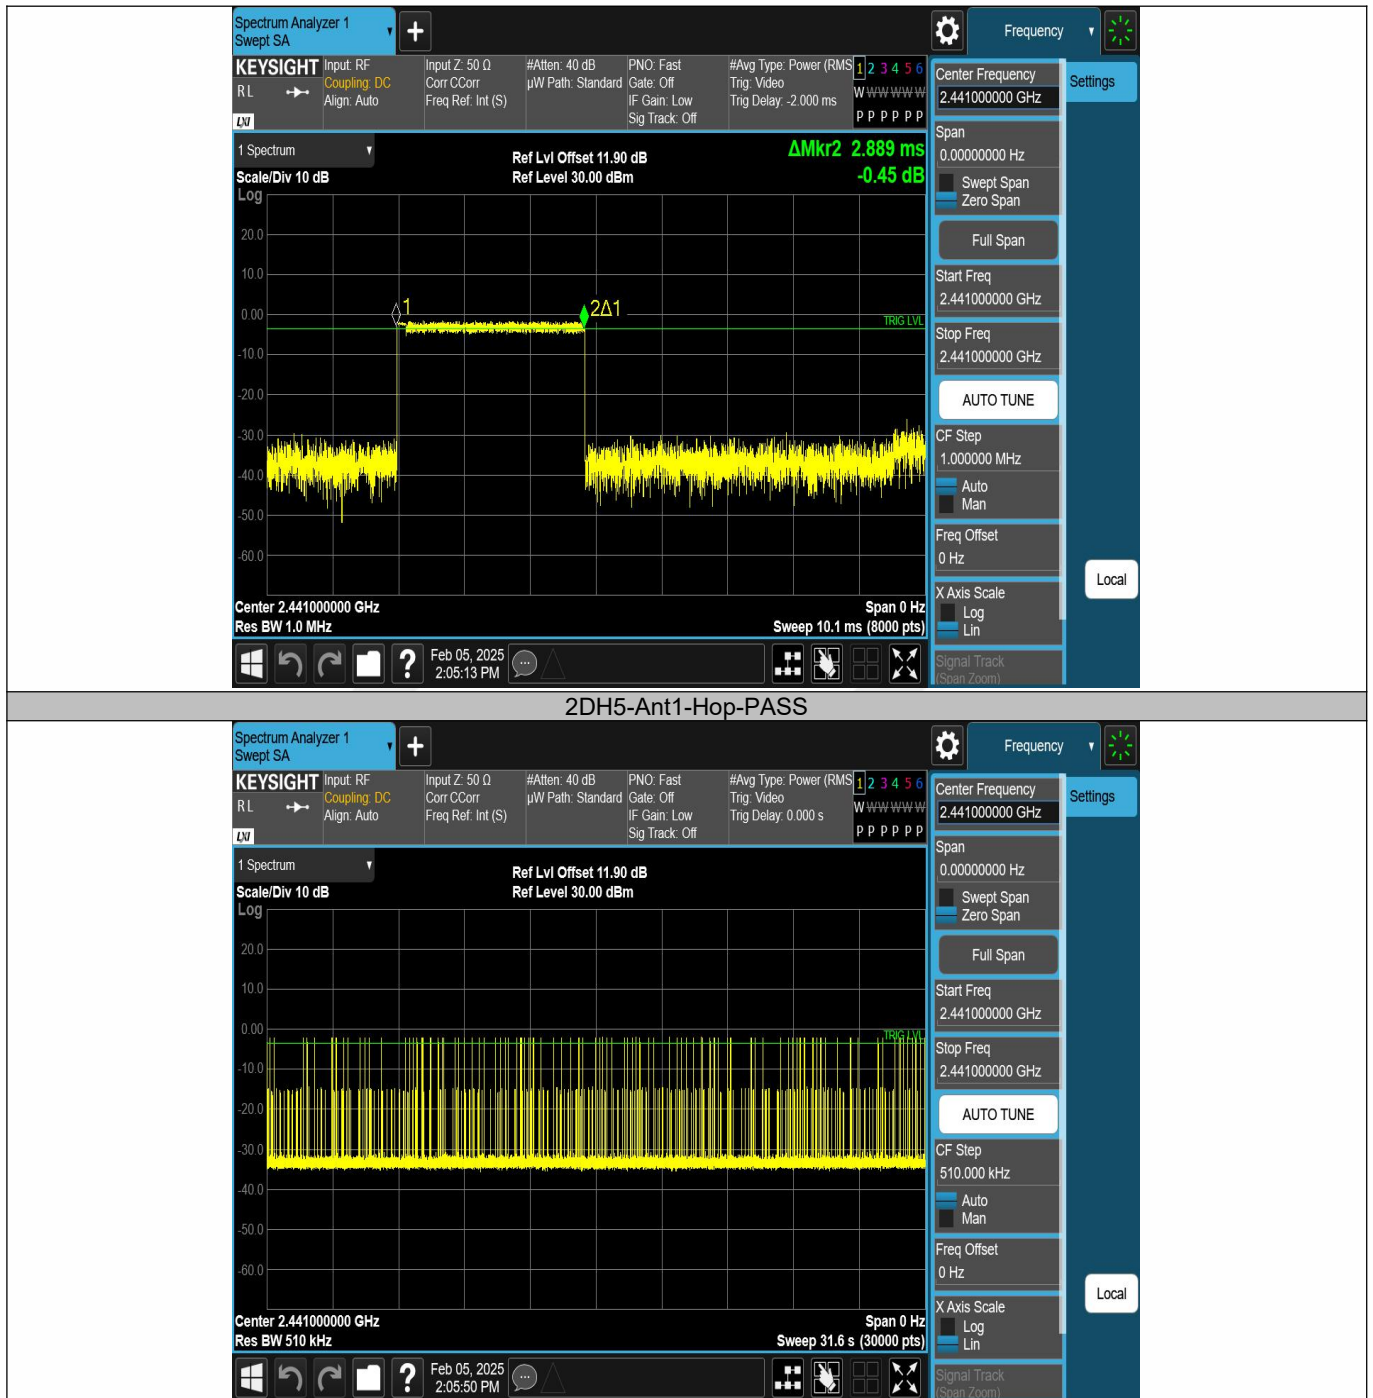 Spectrum Analyzer 1
Swept SA
Frequency
KEYSIGHT
RL
LXI
Input: RF
Coupling: DC
Align: Auto
Input Z: 50 Ω
Corr CCorr
Freq Ref: Int (S)
#Atten: 40 dB
µW Path: Standard
PNO: Fast
Gate: Off
IF Gain: Low
Sig Track: Off
#Avg Type: Power (RMS
Trig: Video
Trig Delay: -2.000 ms
1 2 3 4 5 6
W W W W W W
P P P P P P
Center Frequency
2.441000000 GHz
Settings
1 Spectrum
Scale/Div 10 dB
Log
Ref Lvl Offset 11.90 dB
Ref Level 30.00 dBm
ΔMkr2 2.889 ms
-0.45 dB
20.0
10.0
0.00
-10.0
-20.0
-30.0
-40.0
-50.0
-60.0
1
2Δ1
TRIG LVL
Span
0.00000000 Hz
Swept Span
Zero Span
Full Span
Start Freq
2.441000000 GHz
Stop Freq
2.441000000 GHz
AUTO TUNE
CF Step
1.000000 MHz
Auto
Man
Freq Offset
0 Hz
X Axis Scale
Log
Lin
Signal Track
(Span Zoom)
Local
Center 2.441000000 GHz
Res BW 1.0 MHz
Span 0 Hz
Sweep 10.1 ms (8000 pts)
Feb 05, 2025
2:05:13 PM
2DH5-Ant1-Hop-PASS
Spectrum Analyzer 1
Swept SA
Frequency
KEYSIGHT
RL
LXI
Input: RF
Coupling: DC
Align: Auto
Input Z: 50 Ω
Corr CCorr
Freq Ref: Int (S)
#Atten: 40 dB
µW Path: Standard
PNO: Fast
Gate: Off
IF Gain: Low
Sig Track: Off
#Avg Type: Power (RMS
Trig: Video
Trig Delay: 0.000 s
1 2 3 4 5 6
W W W W W W
P P P P P P
Center Frequency
2.441000000 GHz
Settings
1 Spectrum
Scale/Div 10 dB
Log
Ref Lvl Offset 11.90 dB
Ref Level 30.00 dBm
20.0
10.0
0.00
-10.0
-20.0
-30.0
-40.0
-50.0
-60.0
TRIG LVL
Span
0.00000000 Hz
Swept Span
Zero Span
Full Span
Start Freq
2.441000000 GHz
Stop Freq
2.441000000 GHz
AUTO TUNE
CF Step
510.000 kHz
Auto
Man
Freq Offset
0 Hz
X Axis Scale
Log
Lin
Signal Track
(Span Zoom)
Local
Center 2.441000000 GHz
Res BW 510 kHz
Span 0 Hz
Sweep 31.6 s (30000 pts)
Feb 05, 2025
2:05:50 PM